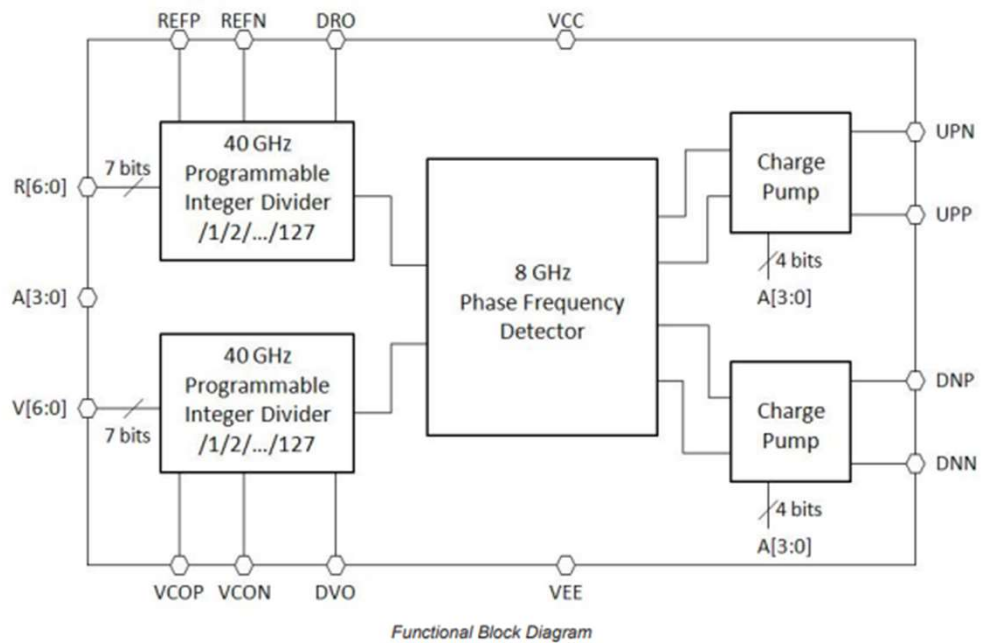 REFP REFN DRO VCC
40 GHz
Programmable
Integer Divider
/1/2/.../127
7 bits
R[6:0]
A[3:0]
V[6:0]
7 bits
40 GHz
Programmable
Integer Divider
/1/2/.../127
8 GHz
Phase Frequency
Detector
Charge
Pump
4 bits
A[3:0]
UPN
UPP
Charge
Pump
4 bits
A[3:0]
DNP
DNN
VCOP VCON DVO VEE
Functional Block Diagram